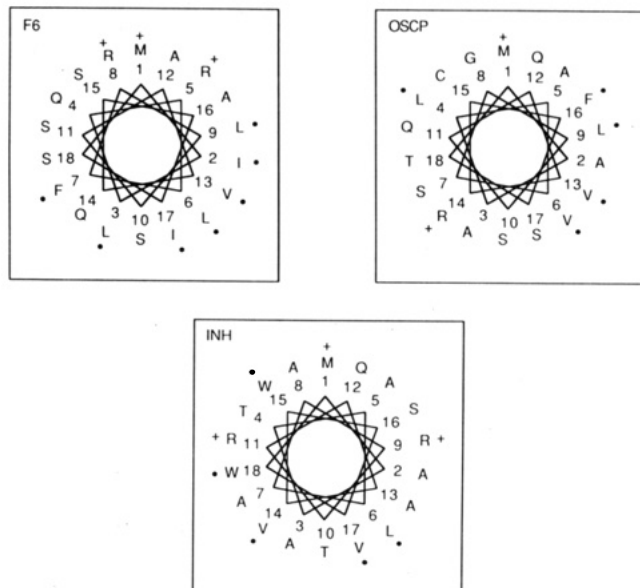 F6
+ +
R M A +
S 8 1 12 R
Q 15 5 A
4 16
S 11 9 L •
S 18 2 I •
• F 7 13 V •
Q 14 3 10 17 6 L •
• L S I •
OSCP
+
G M Q
C 8 1 12 A
• L 15 5 F •
4 16
Q 11 9 L •
T 18 2 A
S 7 13 V •
+ R 14 3 10 17 6 V •
A S S
INH
+
A M Q
• W 8 1 12 A
T 15 5 S
4 16
+ R 11 9 R +
• W 18 2 A
A 7 13 A
• V 14 3 10 17 6 L •
A T V •